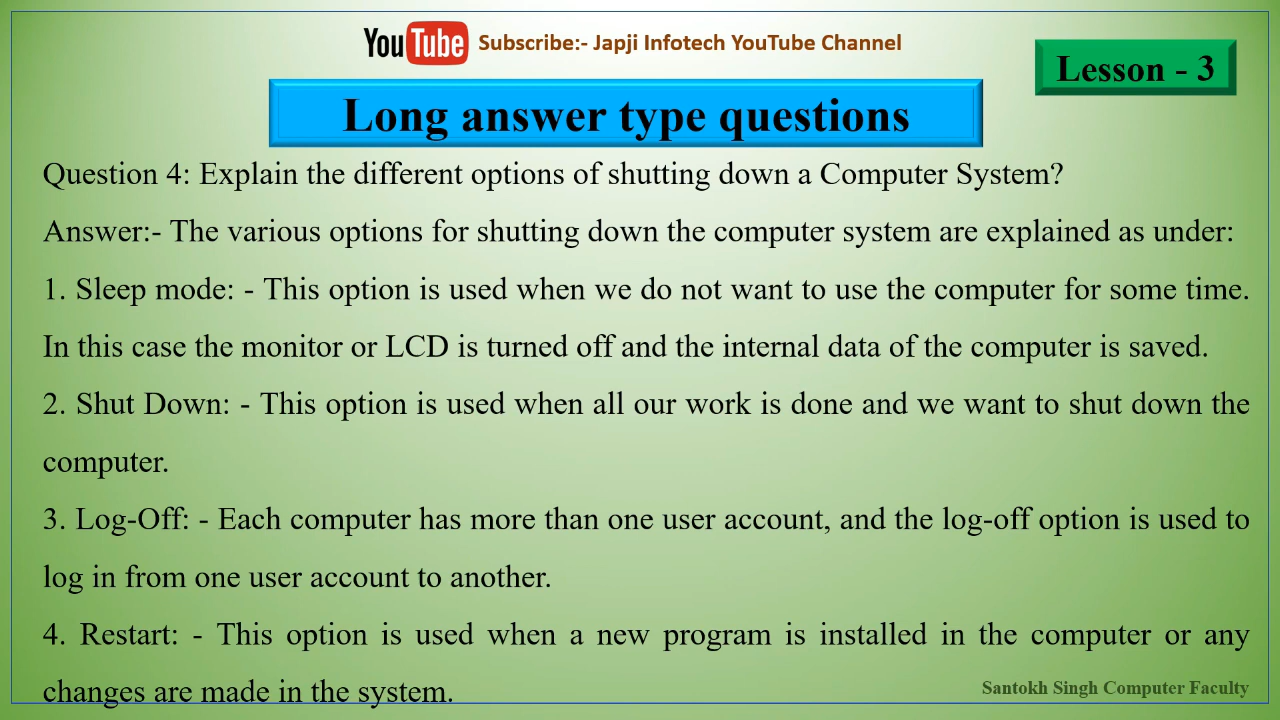 YouTube Subscribe:- Japji Infotech YouTube Channel
Lesson - 3
Long answer type questions
Question 4: Explain the different options of shutting down a Computer System?
Answer:- The various options for shutting down the computer system are explained as under:
1. Sleep mode: - This option is used when we do not want to use the computer for some time.
In this case the monitor or LCD is turned off and the internal data of the computer is saved.
2. Shut Down: - This option is used when all our work is done and we want to shut down the
computer.
3. Log-Off: - Each computer has more than one user account, and the log-off option is used to
log in from one user account to another.
4. Restart: - This option is used when a new program is installed in the computer or any
changes are made in the system.
Santokh Singh Computer Faculty